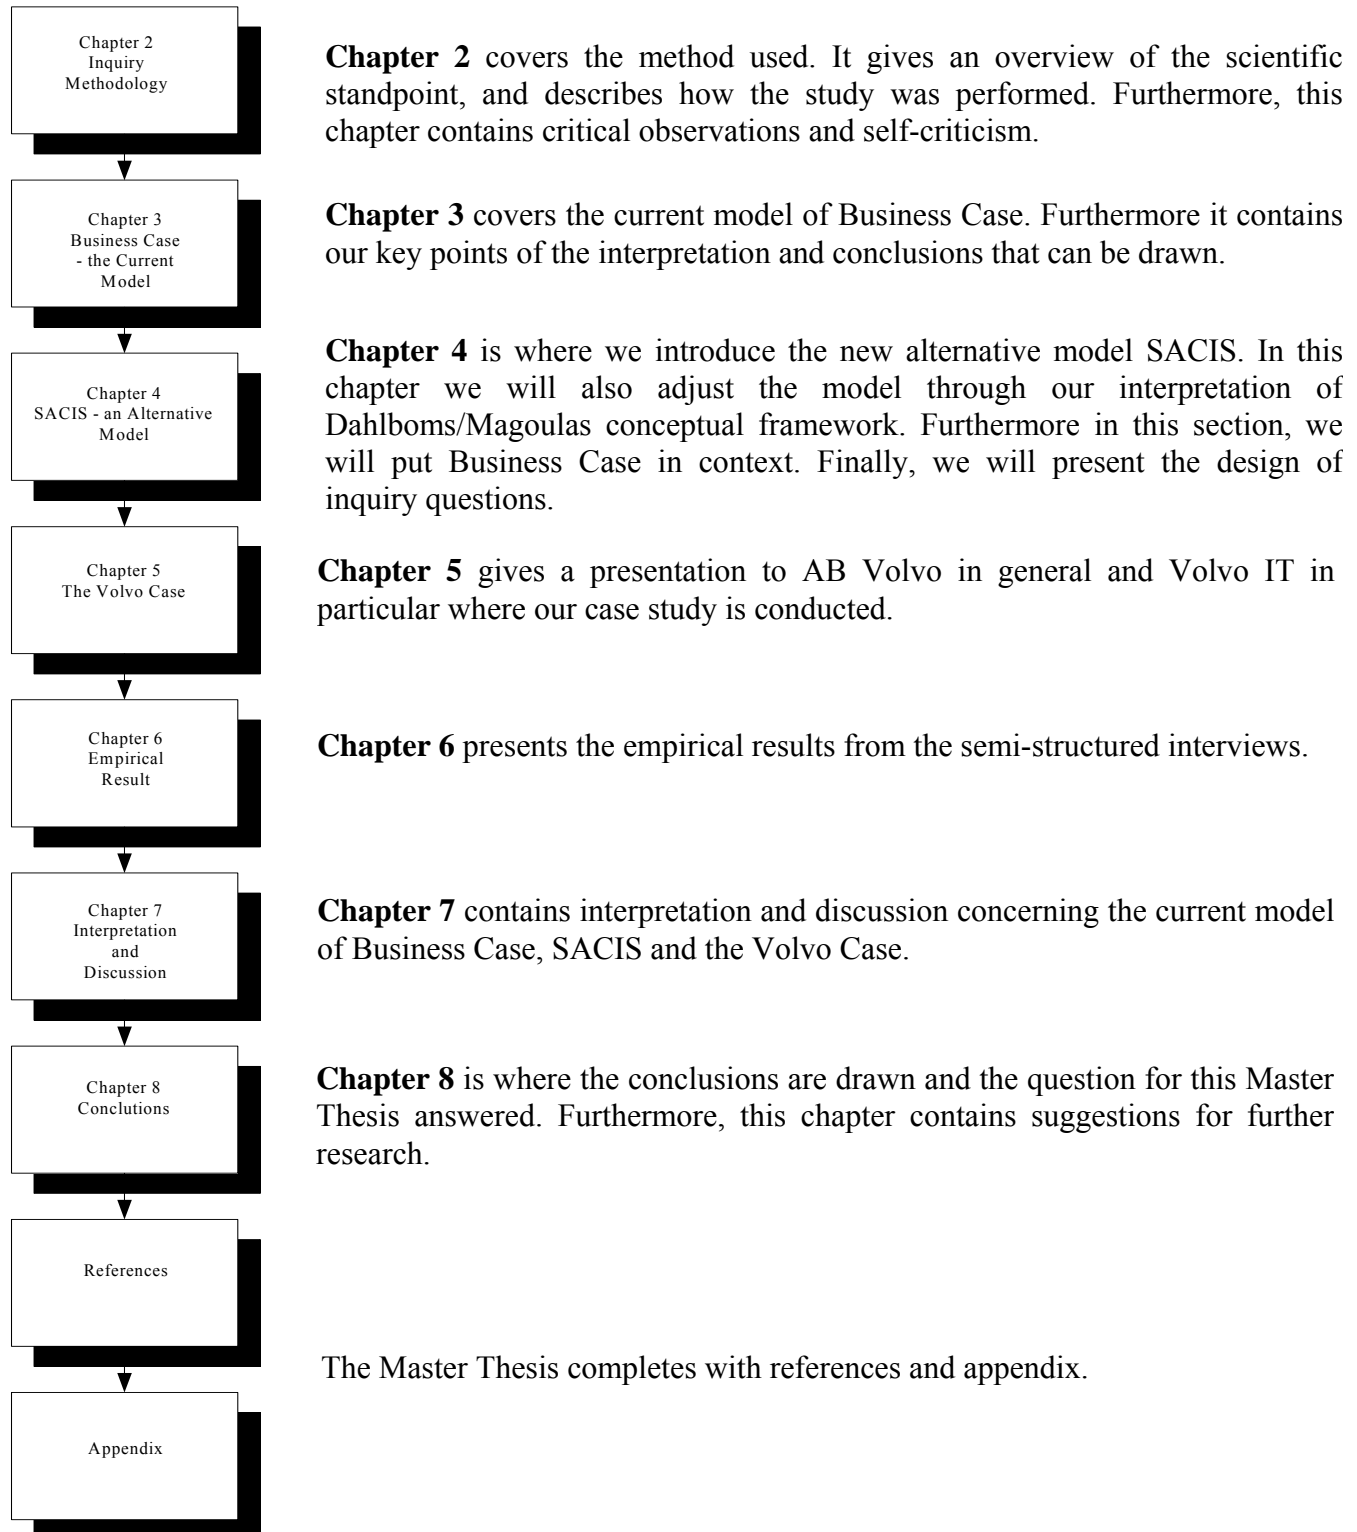 Chapter 2
Inquiry
Methodology
Chapter 2 covers the method used. It gives an overview of the scientific
standpoint, and describes how the study was performed. Furthermore, this
chapter contains critical observations and self-criticism.
Chapter 3
Business Case
- the Current
Model
Chapter 3 covers the current model of Business Case. Furthermore it contains
our key points of the interpretation and conclusions that can be drawn.
Chapter 4
SACIS - an Alternative
Model
Chapter 4 is where we introduce the new alternative model SACIS. In this
chapter we will also adjust the model through our interpretation of
Dahlboms/Magoulas conceptual framework. Furthermore in this section, we
will put Business Case in context. Finally, we will present the design of
inquiry questions.
Chapter 5
The Volvo Case
Chapter 5 gives a presentation to AB Volvo in general and Volvo IT in
particular where our case study is conducted.
Chapter 6
Empirical
Result
Chapter 6 presents the empirical results from the semi-structured interviews.
Chapter 7
Interpretation
and
Discussion
Chapter 7 contains interpretation and discussion concerning the current model
of Business Case, SACIS and the Volvo Case.
Chapter 8
Conclutions
Chapter 8 is where the conclusions are drawn and the question for this Master
Thesis answered. Furthermore, this chapter contains suggestions for further
research.
References
The Master Thesis completes with references and appendix.
Appendix